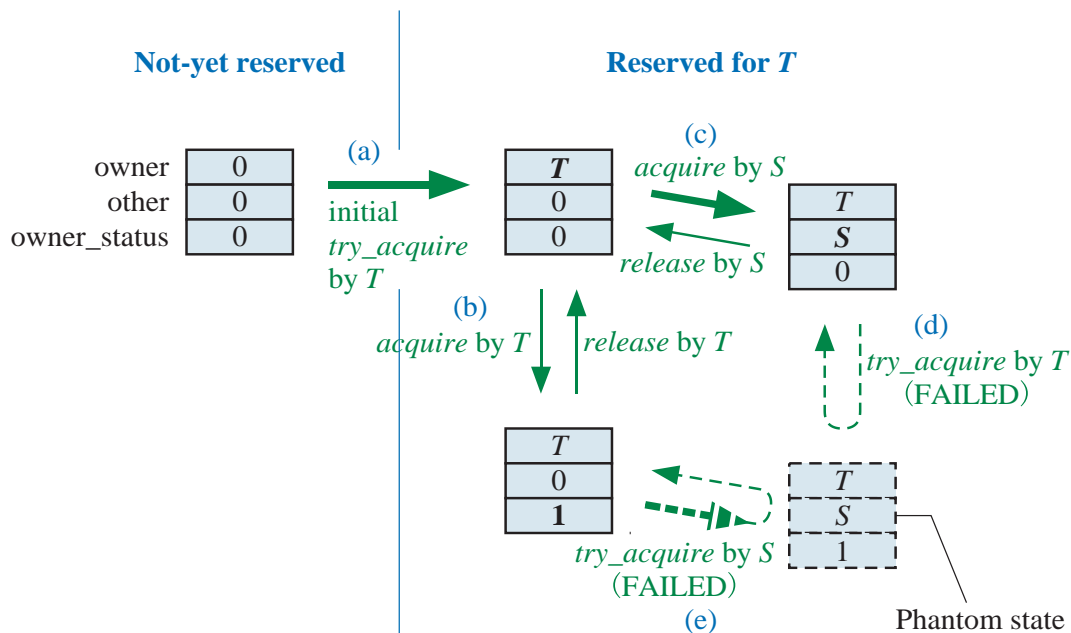 Not-yet reserved
Reserved for T
(a)
(c)
owner
other
owner_status
0
0
0
initial
try_acquire
by T
T
0
0
acquire by S
release by S
T
S
0
(b)
acquire by T
release by T
(d)
try_acquire by T
(FAILED)
T
0
1
try_acquire by S
(FAILED)
(e)
T
S
1
Phantom state